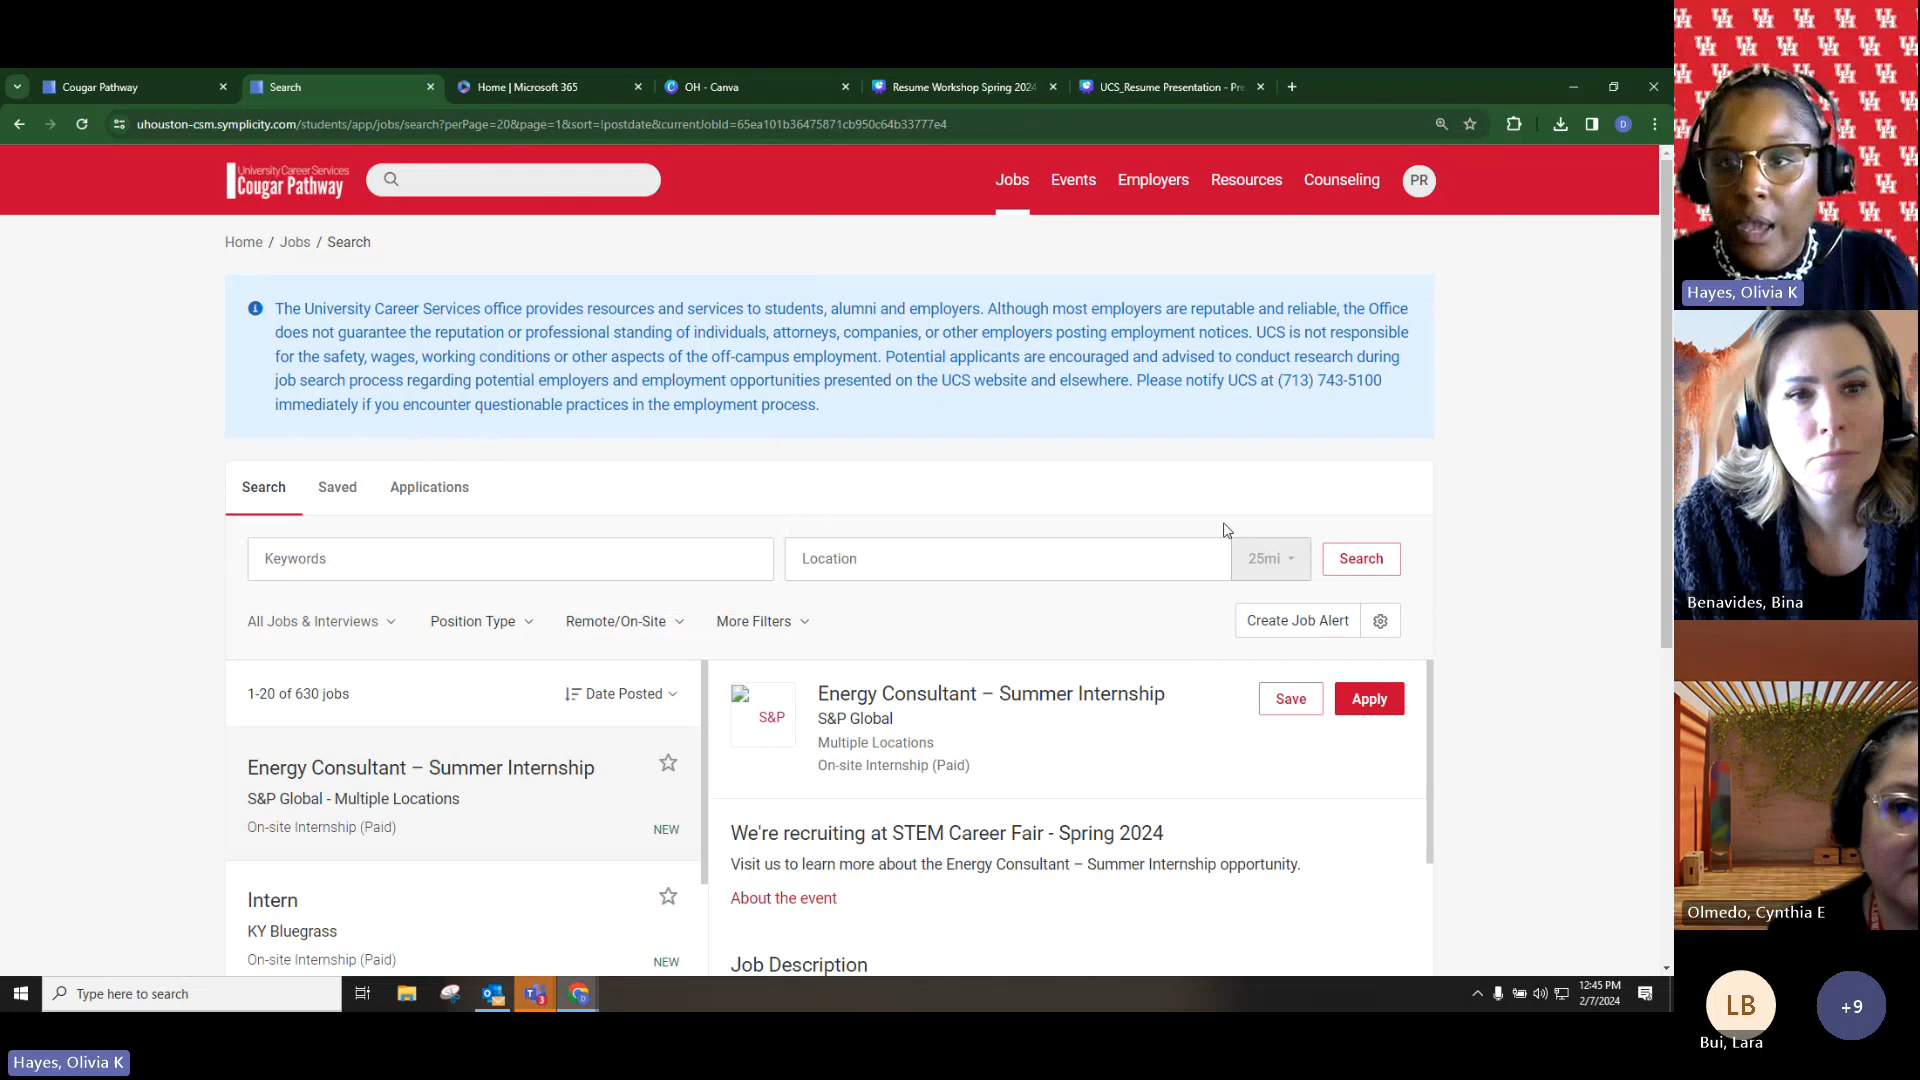 Cougar Pathway
Search
Home | Microsoft 365
OH - Canva
Resume Workshop Spring 2024
UCS_Resume Presentation - Pre
uhouston-csm.symplicity.com/students/app/jobs/search?perPage=20&page=1&sort=!postdate&currentJobId=65ea101b36475871cb950c64b33777e4
D
University Career Services
Cougar Pathway
Jobs
Events
Employers
Resources
Counseling
PR
Home / Jobs / Search
The University Career Services office provides resources and services to students, alumni and employers. Although most employers are reputable and reliable, the Office
does not guarantee the reputation or professional standing of individuals, attorneys, companies, or other employers posting employment notices. UCS is not responsible
for the safety, wages, working conditions or other aspects of the off-campus employment. Potential applicants are encouraged and advised to conduct research during
job search process regarding potential employers and employment opportunities presented on the UCS website and elsewhere. Please notify UCS at (713) 743-5100
immediately if you encounter questionable practices in the employment process.
Search
Saved
Applications
Keywords
Location
25mi
Search
All Jobs & Interviews
Position Type
Remote/On-Site
More Filters
Create Job Alert
1-20 of 630 jobs
Date Posted
Energy Consultant – Summer Internship
S&P Global - Multiple Locations
On-site Internship (Paid)
NEW
Intern
KY Bluegrass
On-site Internship (Paid)
NEW
S&P
Energy Consultant – Summer Internship
S&P Global
Multiple Locations
On-site Internship (Paid)
Save
Apply
We're recruiting at STEM Career Fair - Spring 2024
Visit us to learn more about the Energy Consultant – Summer Internship opportunity.
About the event
Job Description
Type here to search
3
12:45 PM
2/7/2024
Hayes, Olivia K
Hayes, Olivia K
Benavides, Bina
Olmedo, Cynthia E
LB
Bui, Lara
+9